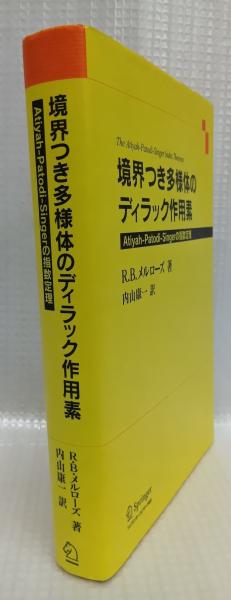 境界つき多様体のディラック作用素
Atiyah-Patodi-Singerの指数定理
R・B・メルローズ 著
内山康一 訳
The Atiyah-Patodi-Singer Index Theorem
境界つき多様体の
ディラック作用素
Atiyah-Patodi-Singerの指数定理
R.B.メルローズ 著
内山康一 訳
Springer